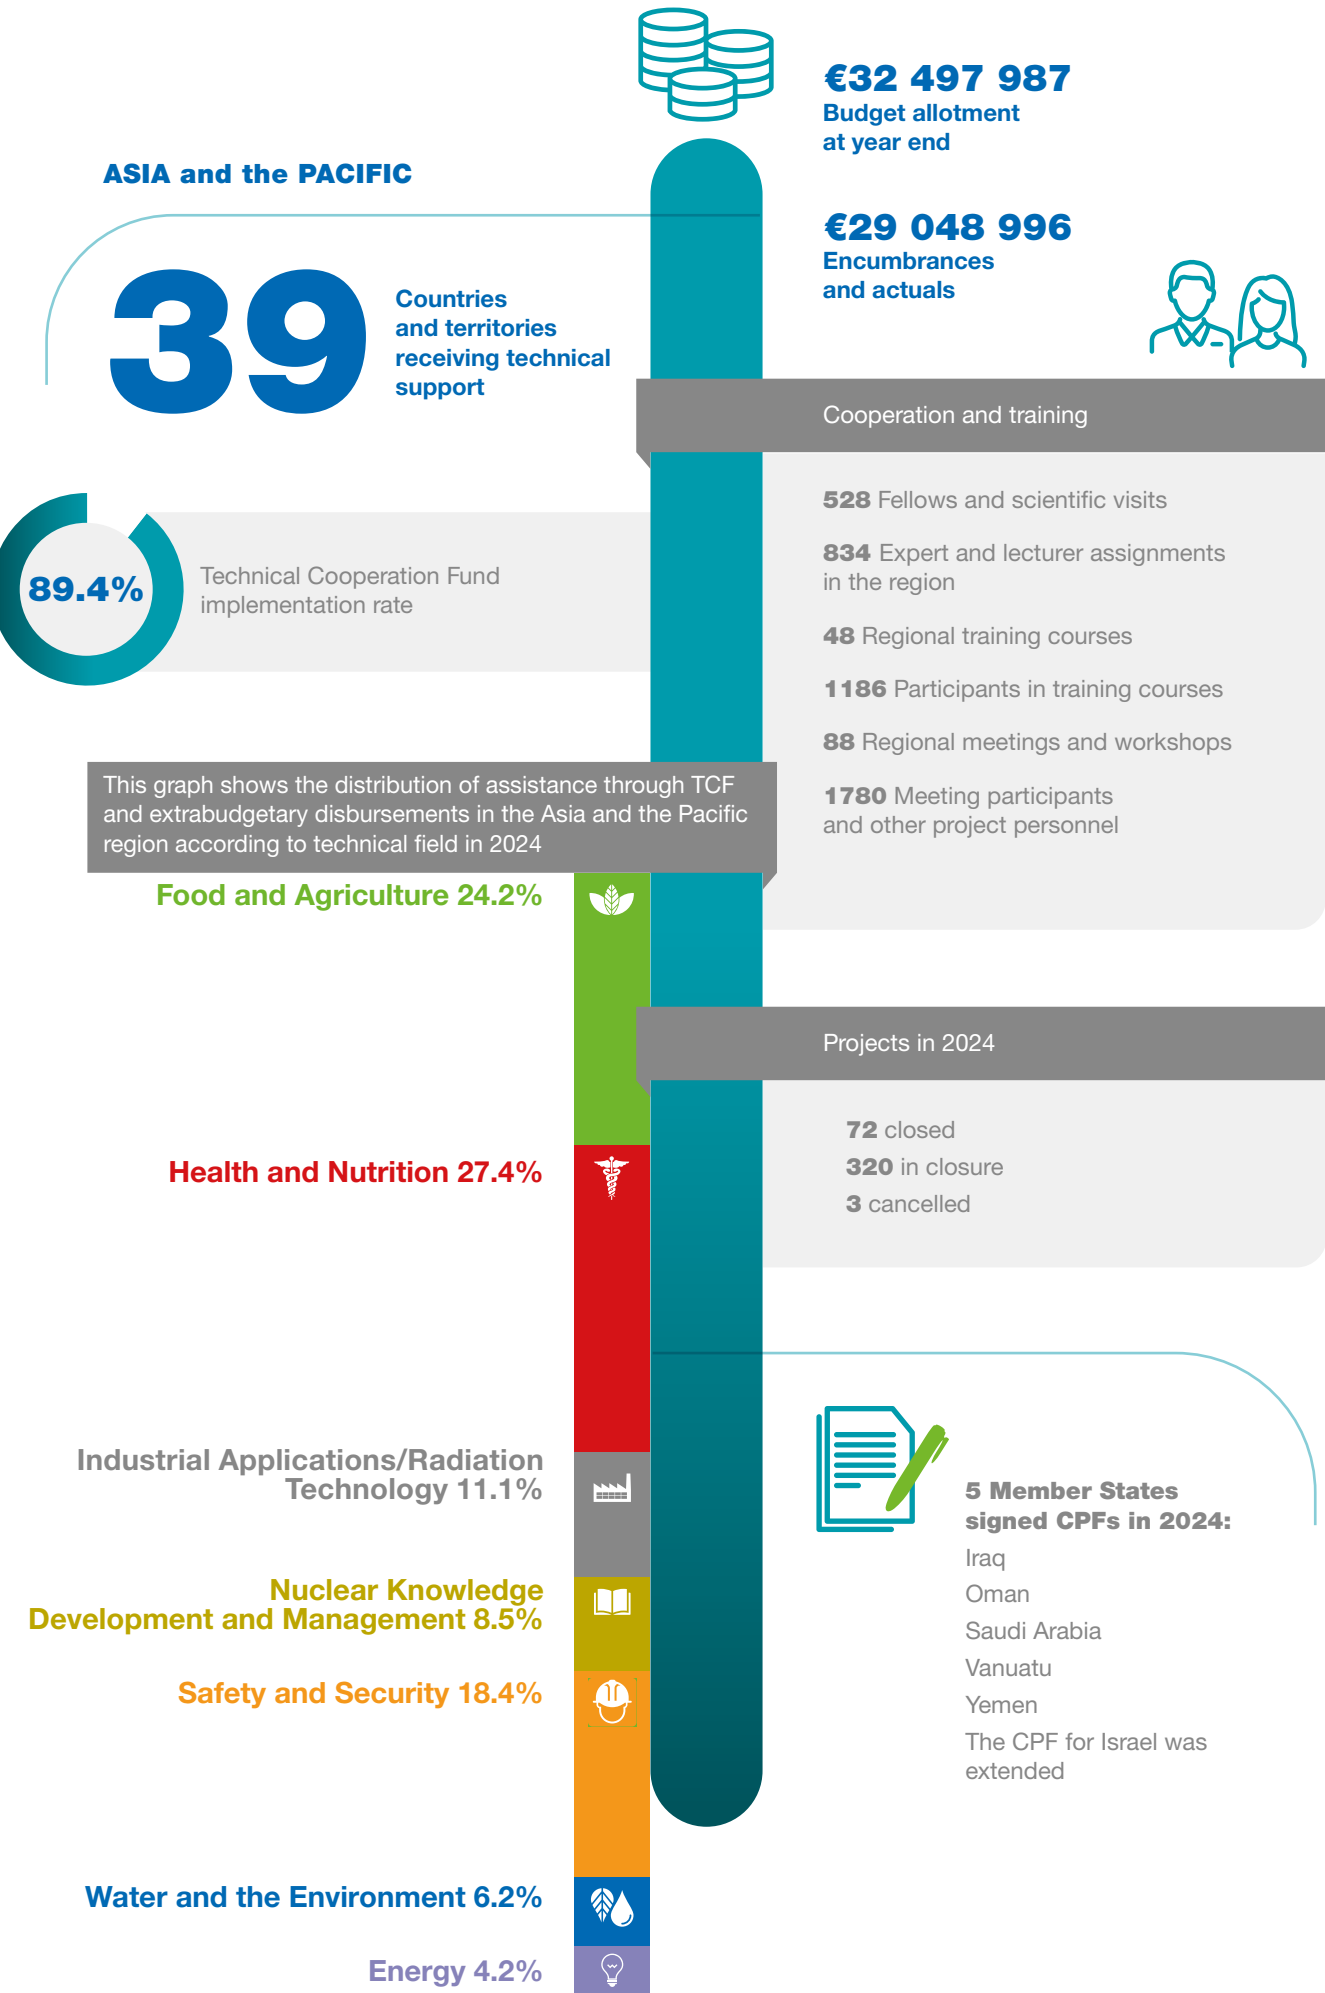 €32 497 987
Budget allotment
at year end
ASIA and the PACIFIC
€29 048 996
Encumbrances
and actuals
39
Countries
and territories
receiving technical
support
Cooperation and training
528 Fellows and scientific visits
834 Expert and lecturer assignments
in the region
48 Regional training courses
1186 Participants in training courses
88 Regional meetings and workshops
1780 Meeting participants
and other project personnel
89.4%
Technical Cooperation Fund
implementation rate
This graph shows the distribution of assistance through TCF
and extrabudgetary disbursements in the Asia and the Pacific
region according to technical field in 2024
Food and Agriculture 24.2%
Health and Nutrition 27.4%
Industrial Applications/Radiation
Technology 11.1%
Nuclear Knowledge
Development and Management 8.5%
Safety and Security 18.4%
Water and the Environment 6.2%
Energy 4.2%
Projects in 2024
72 closed
320 in closure
3 cancelled
5 Member States
signed CPFs in 2024:
Iraq
Oman
Saudi Arabia
Vanuatu
Yemen
The CPF for Israel was
extended